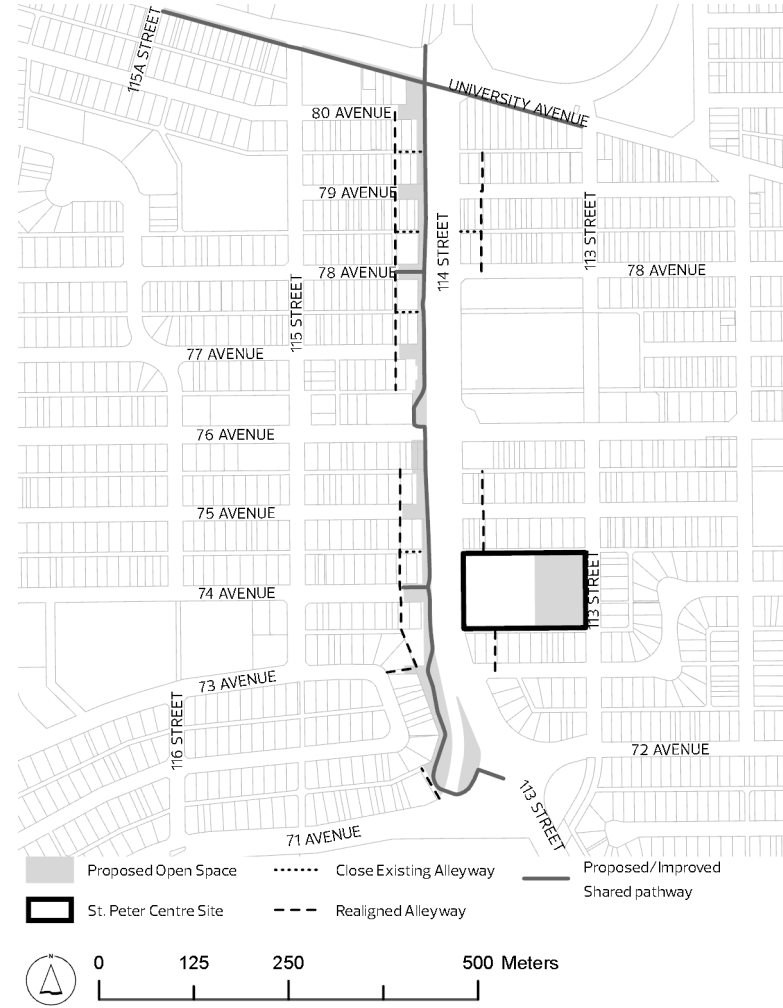 115A STREET
UNIVERSITY AVENUE
80 AVENUE
79 AVENUE
114 STREET
113 STREET
78 AVENUE
78 AVENUE
115 STREET
77 AVENUE
76 AVENUE
75 AVENUE
74 AVENUE
113 STREET
73 AVENUE
116 STREET
72 AVENUE
113 STREET
71 AVENUE
Proposed Open Space
Close Existing Alleyway
Proposed/Improved
Shared pathway
St. Peter Centre Site
Realigned Alleyway
N
0 125 250 500 Meters